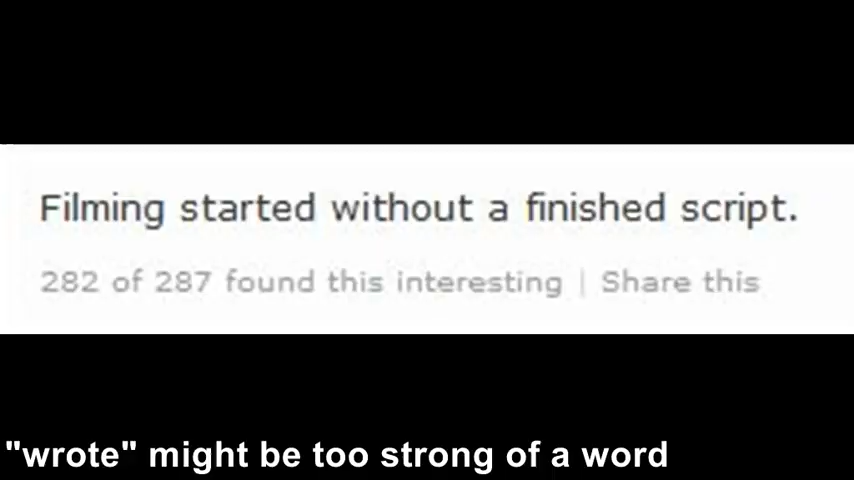 Filming started without a finished script.
282 of 287 found this interesting | Share this
"wrote" might be too strong of a word